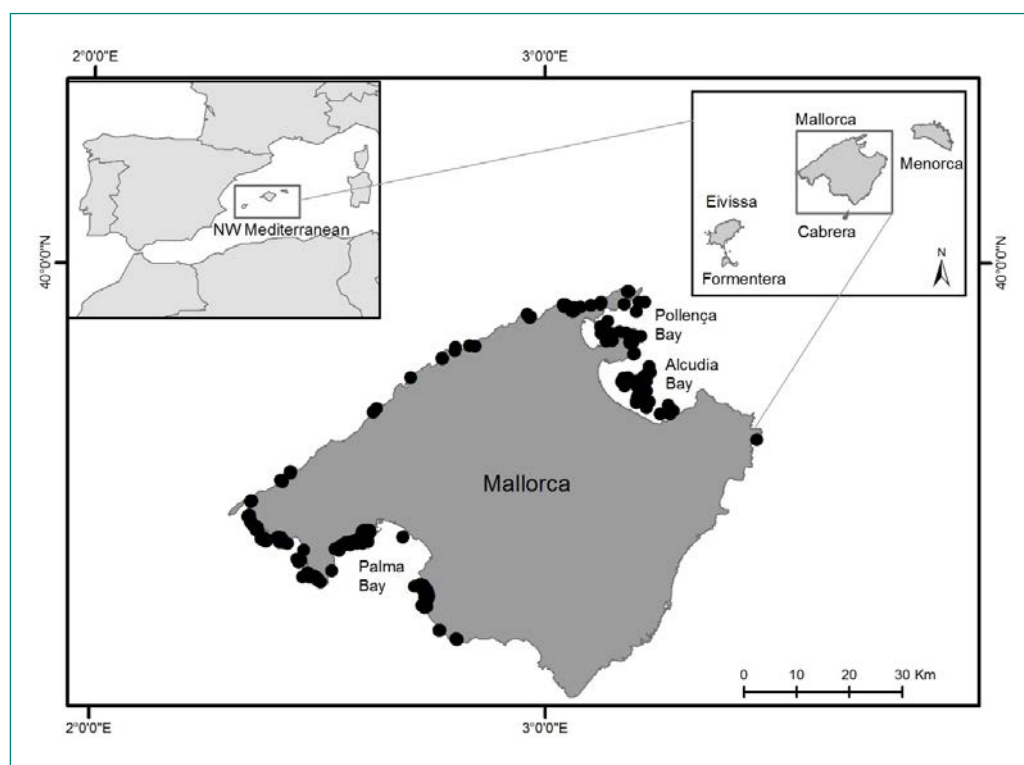 2°0'0"E
3°0'0"E
Mallorca
Menorca
Eivissa
Cabrera
Formentera
N
NW Mediterranean
40°0'0"N
40°0'0"N
Pollença
Bay
Alcudia
Bay
Mallorca
Palma
Bay
0
10
20
30 Km
2°0'0"E
3°0'0"E